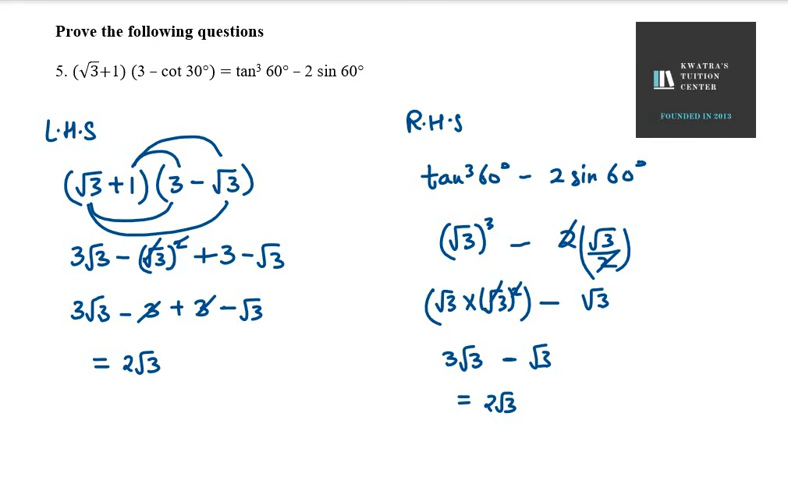 Prove the following questions
5. (√3+1) (3 – cot 30°) = tan³ 60° – 2 sin 60°
KWATRA'S
TUITION
CENTER
FOUNDED IN 2013
L.H.S
(√3+1)(3-√3)
3√3 - (√3)² + 3 - √3
3√3 - 3 + 3 - √3
= 2√3
R.H.S
tan³60° - 2 sin 60°
(√3)³ - 2(√3/2)
(√3 × (√3)²) - √3
3√3 - √3
= 2√3